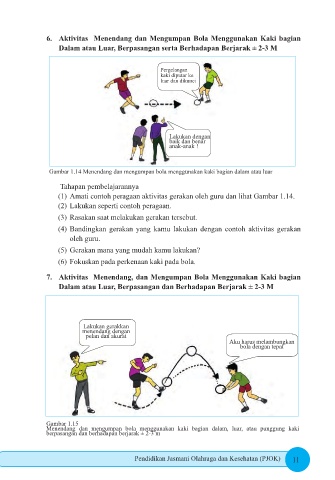 6. Aktivitas Menendang dan Mengumpan Bola Menggunakan Kaki bagian
Dalam atau Luar, Berpasangan serta Berhadapan Berjarak ± 2-3 M
Pergelangan
kaki diputar ke
luar dan dikunci
Lakukan dengan
baik dan benar
anak-anak !
Gambar 1.14 Menendang dan mengumpan bola menggunakan kaki bagian dalam atau luar
Tahapan pembelajarannya
(1) Amati contoh peragaan aktivitas gerakan oleh guru dan lihat Gambar 1.14.
(2) Lakukan seperti contoh peragaan.
(3) Rasakan saat melakukan gerakan tersebut.
(4) Bandingkan gerakan yang kamu lakukan dengan contoh aktivitas gerakan
oleh guru.
(5) Gerakan mana yang mudah kamu lakukan?
(6) Fokuskan pada perkenaan kaki pada bola.
7. Aktivitas Menendang, dan Mengumpan Bola Menggunakan Kaki bagian
Dalam atau Luar, Berpasangan dan Berhadapan Berjarak ± 2-3 M
Lakukan gerakkan
menendang dengan
pelan dan akurat
Aku harus melambungkan
bola dengan tepat
Gambar 1.15
Menendang dan mengumpan bola menggunakan kaki bagian dalam, luar, atau punggung kaki
berpasangan dan berhadapan berjarak ± 2-3 m
Pendidikan Jasmani Olahraga dan Kesehatan (PJOK) 11